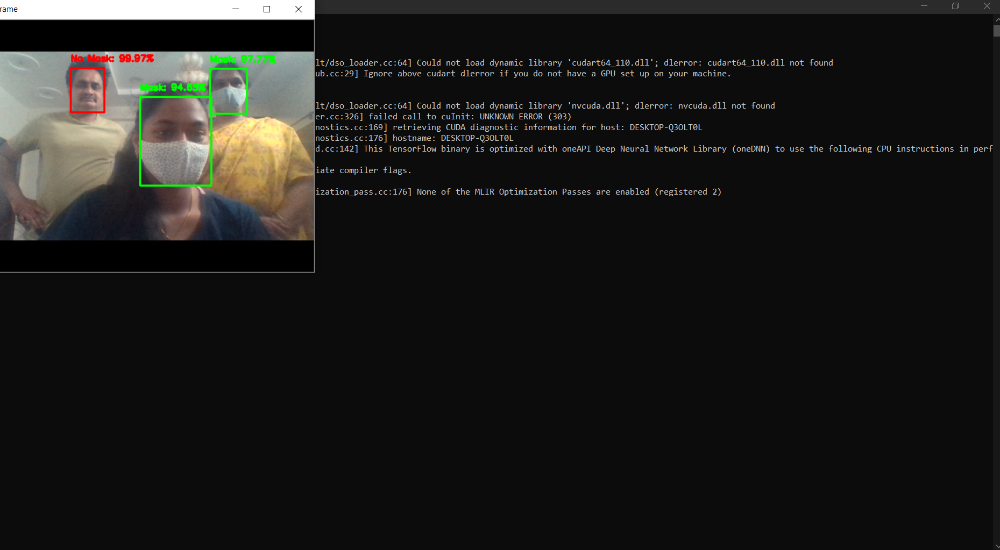 rame
No Mask: 99.97%
Mask: 97.77%
Mask:
lt/dso_loader.cc:64] Could not load dynamic library 'cudart64_110.dll'; dlerror: cudart64_110.dll not found
ub.cc:29] Ignore above cudart dlerror if you do not have a GPU set up on your machine.
lt/dso_loader.cc:64] Could not load dynamic library 'nvcuda.dll'; dlerror: nvcuda.dll not found
er.cc:326] failed call to cuInit: UNKNOWN ERROR (303)
nostics.cc:169] retrieving CUDA diagnostic information for host: DESKTOP-Q3OLT0L
nostics.cc:176] hostname: DESKTOP-Q3OLT0L
d.cc:142] This TensorFlow binary is optimized with oneAPI Deep Neural Network Library (oneDNN) to use the following CPU instructions in perf
iate compiler flags.
ization_pass.cc:176] None of the MLIR Optimization Passes are enabled (registered 2)